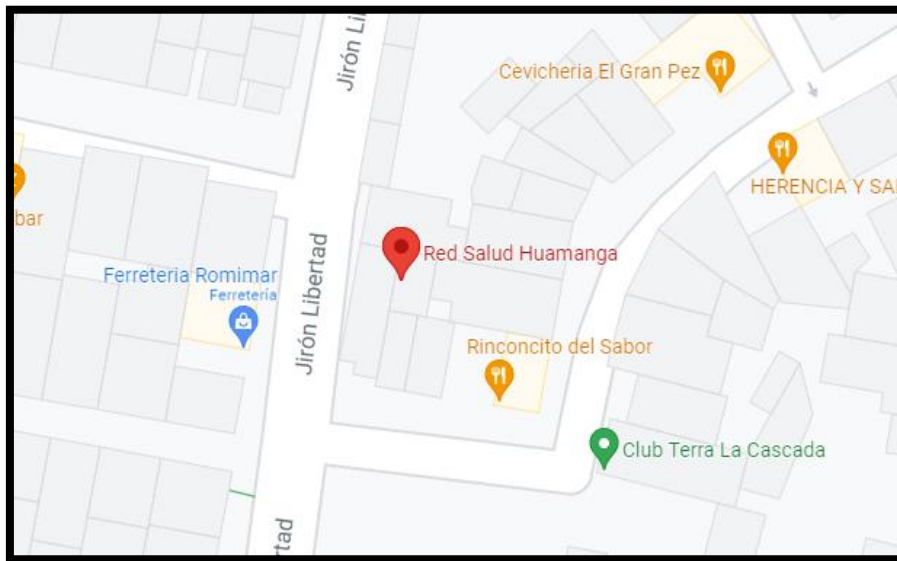 Jirón Li
Cevicheria El Gran Pez
HERENCIA Y SA
bar
Red Salud Huamanga
Jirón Libertad
Ferreteria Romimar
Ferretería
Rinconcito del Sabor
Club Terra La Cascada
rtad